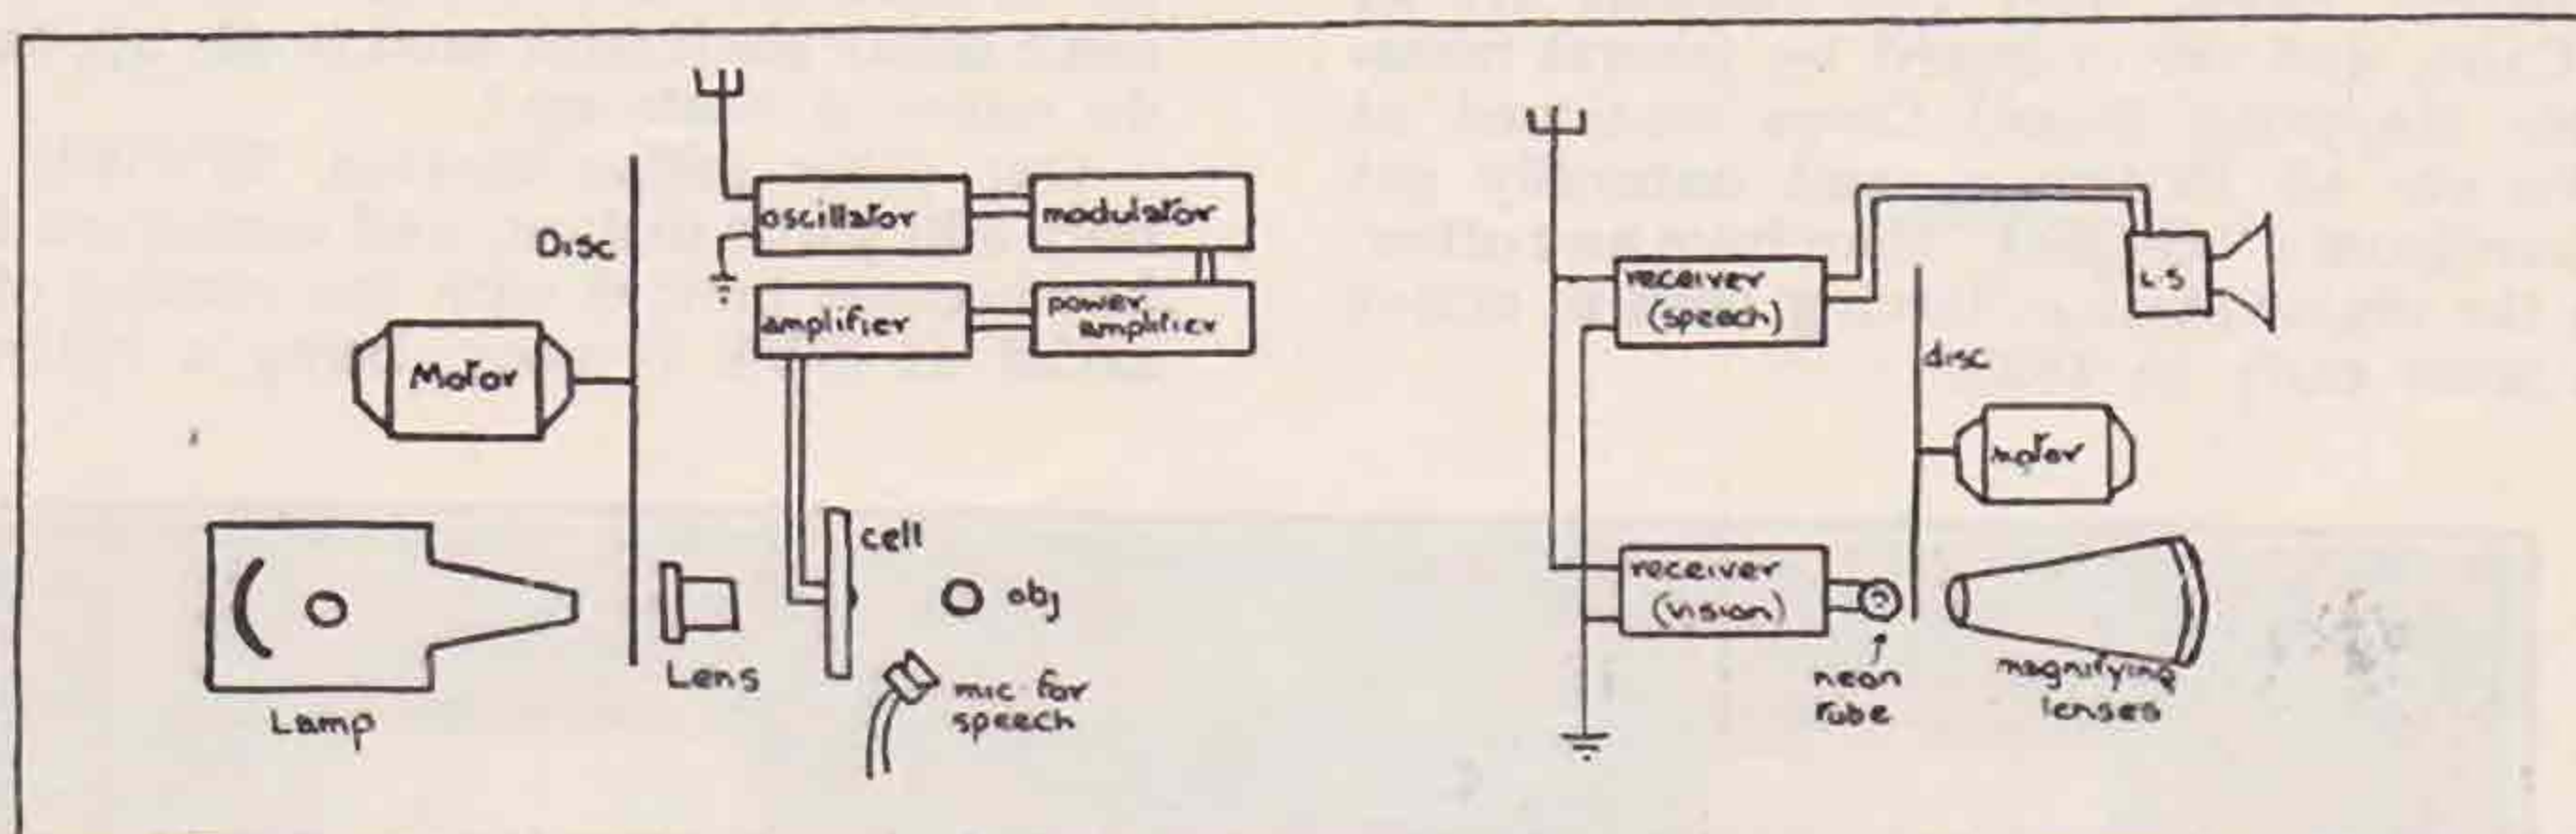 Disc
oscillator
modulator
amplifier
power
amplifier
Motor
cell
obj
Lens
mic for
speech
Lamp
receiver
(speech)
L.S
disc
motor
receiver
(vision)
neon
tube
magnifying
lenses